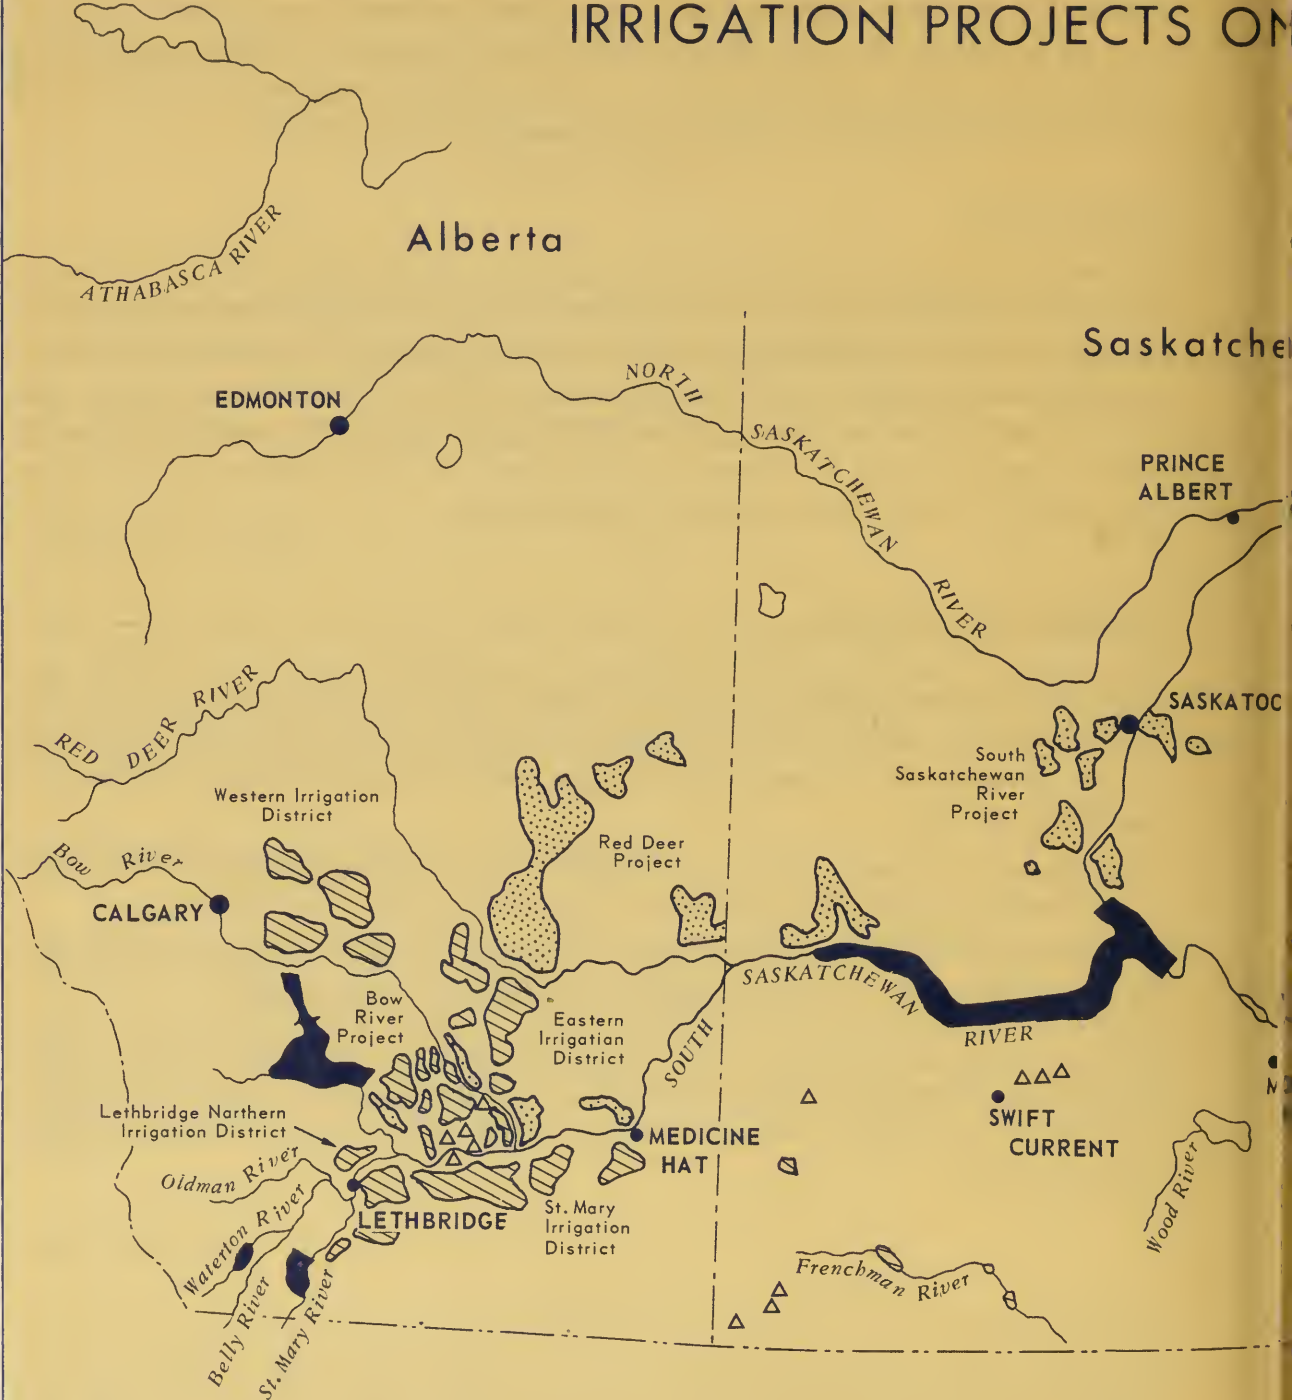 IRRIGATION PROJECTS ON
Alberta
ATHABASCA RIVER
Saskatche
EDMONTON
NORTH
SASKATCHEWAN
RIVER
PRINCE
ALBERT
RED DEER RIVER
SASKATOO
South
Saskatchewan
River
Project
Western Irrigation
District
Red Deer
Project
Bow River
CALGARY
SASKATCHEWAN
RIVER
SOUTH
Bow
River
Project
Eastern
Irrigatian
District
Lethbridge Narthern
Irrigation District
MEDICINE
HAT
SWIFT
CURRENT
M
Oldman River
LETHBRIDGE
St. Mary
Irrigation
District
Wood River
Waterton River
Frenchman River
Belly River
St. Mary River